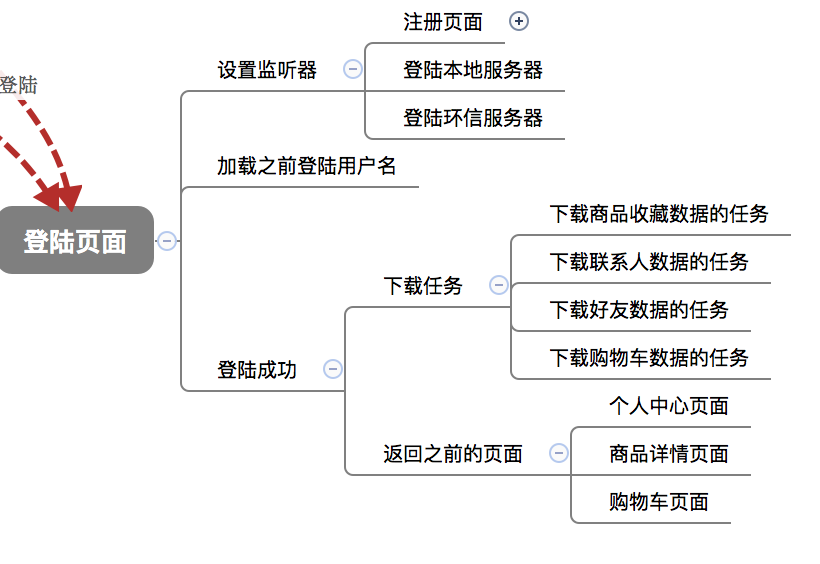 注册页面
设置监听器
登陆本地服务器
登陆
登陆环信服务器
加载之前登陆用户名
下载商品收藏数据的任务
登陆页面
下载联系人数据的任务
下载任务
下载好友数据的任务
下载购物车数据的任务
登陆成功
个人中心页面
返回之前的页面
商品详情页面
购物车页面